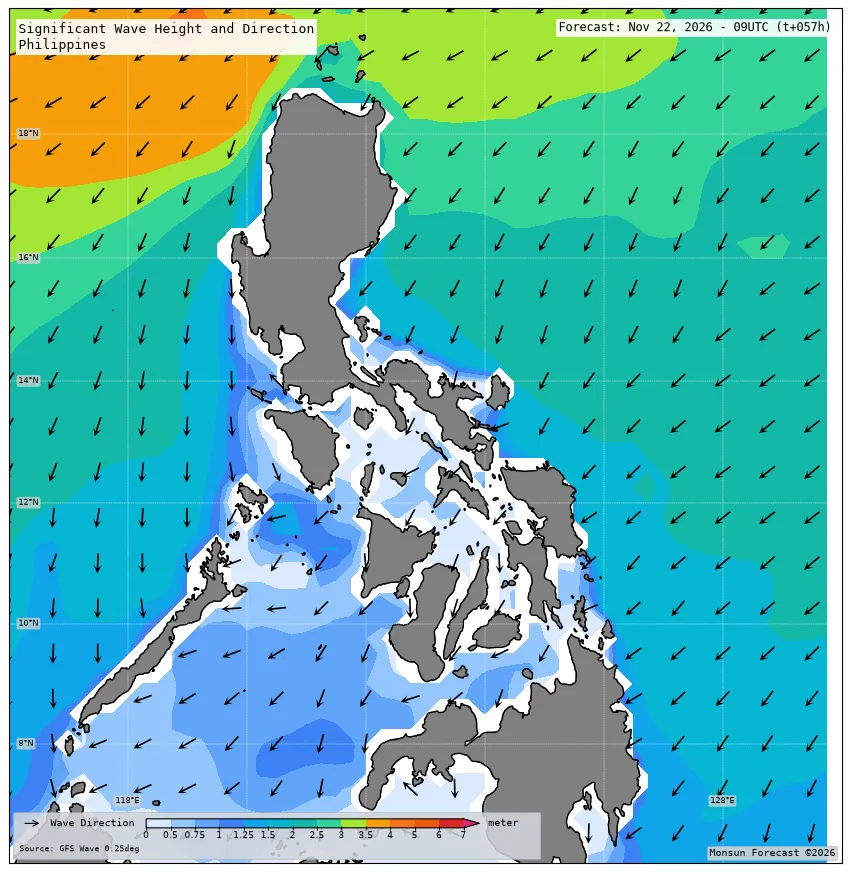 Significant Wave Height and Direction
Philippines
Forecast: Nov 22, 2026 - 09UTC (t+057h)
18°N
16°N
14°N
12°N
10°N
8°N
118°E
128°E
Wave Direction
0 0.5 0.75 1 1.25 1.5 2 2.5 3 3.5 4 5 6 7 meter
Source: GFS Wave 0.25deg
Monsun Forecast ©2026